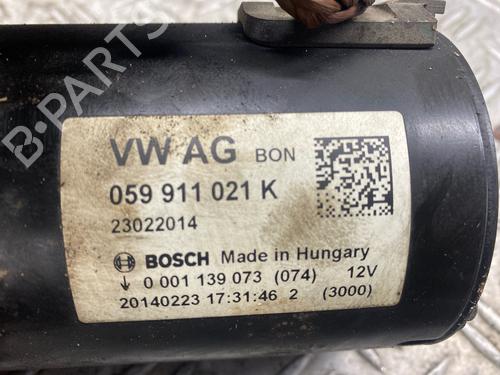 VW AG BON
059 911 021 K
23022014
BOSCH Made in Hungary
↓ 0 001 139 073 (074) 12V
20140223 17:31:46 2 (3000)
B-PARTS